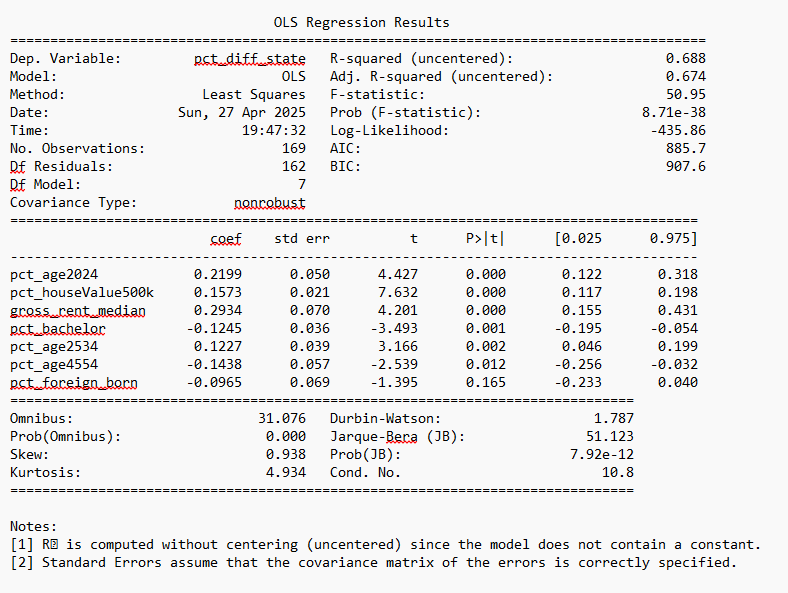 OLS Regression Results
==============================================================================
Dep. Variable: pct_diff_state R-squared (uncentered): 0.688
Model: OLS Adj. R-squared (uncentered): 0.674
Method: Least Squares F-statistic: 50.95
Date: Sun, 27 Apr 2025 Prob (F-statistic): 8.71e-38
Time: 19:47:32 Log-Likelihood: -435.86
No. Observations: 169 AIC: 885.7
Df Residuals: 162 BIC: 907.6
Df Model: 7
Covariance Type: nonrobust
==============================================================================
coef std err t P>|t| [0.025 0.975]
------------------------------------------------------------------------------
pct_age2024 0.2199 0.050 4.427 0.000 0.122 0.318
pct_houseValue500k 0.1573 0.021 7.632 0.000 0.117 0.198
gross_rent_median 0.2934 0.070 4.201 0.000 0.155 0.431
pct_bachelor -0.1245 0.036 -3.493 0.001 -0.195 -0.054
pct_age2534 0.1227 0.039 3.166 0.002 0.046 0.199
pct_age4554 -0.1438 0.057 -2.539 0.012 -0.256 -0.032
pct_foreign_born -0.0965 0.069 -1.395 0.165 -0.233 0.040
==============================================================================
Omnibus: 31.076 Durbin-Watson: 1.787
Prob(Omnibus): 0.000 Jarque-Bera (JB): 51.123
Skew: 0.938 Prob(JB): 7.92e-12
Kurtosis: 4.934 Cond. No. 10.8
==============================================================================
Notes:
[1] R is computed without centering (uncentered) since the model does not contain a constant.
[2] Standard Errors assume that the covariance matrix of the errors is correctly specified.